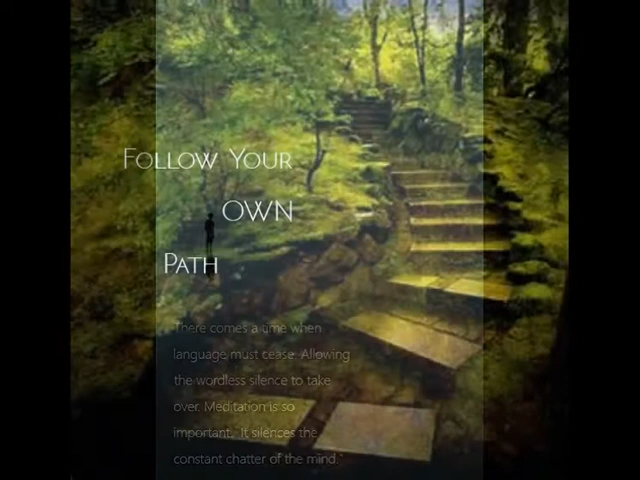 Follow Your
OWN
Path
There comes a time when
language must cease. Allowing
the wordless silence to take
over. Meditation is so
important. It silences the
constant chatter of the mind.